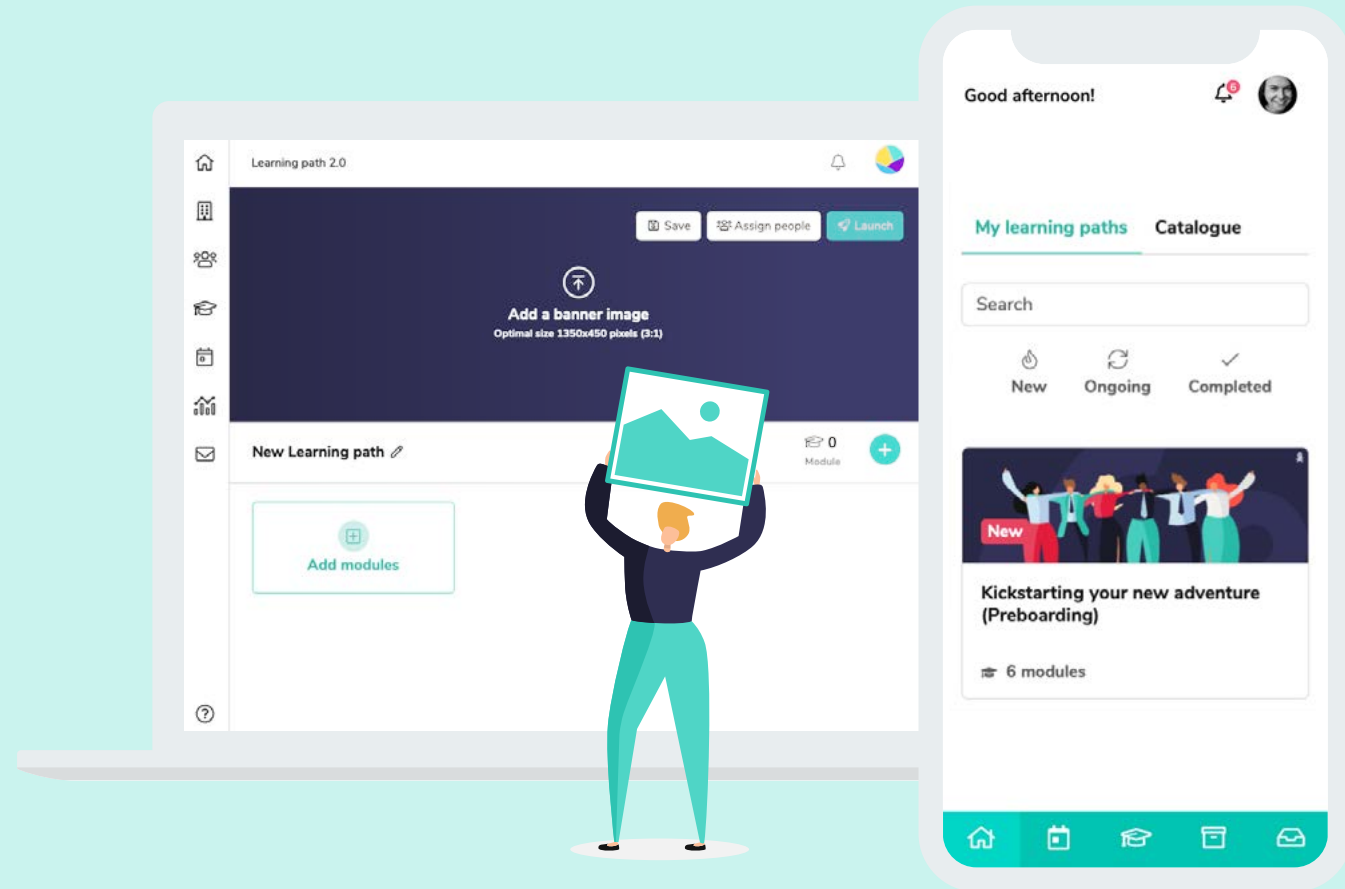 Learning path 2.0
Save
Assign people
Launch
Add a banner image
Optimal size 1350x450 pixels (3:1)
New Learning path
0
Module
Add modules
Good afternoon!
6
My learning paths
Catalogue
Search
New
Ongoing
Completed
New
Kickstarting your new adventure
(Preboarding)
6 modules